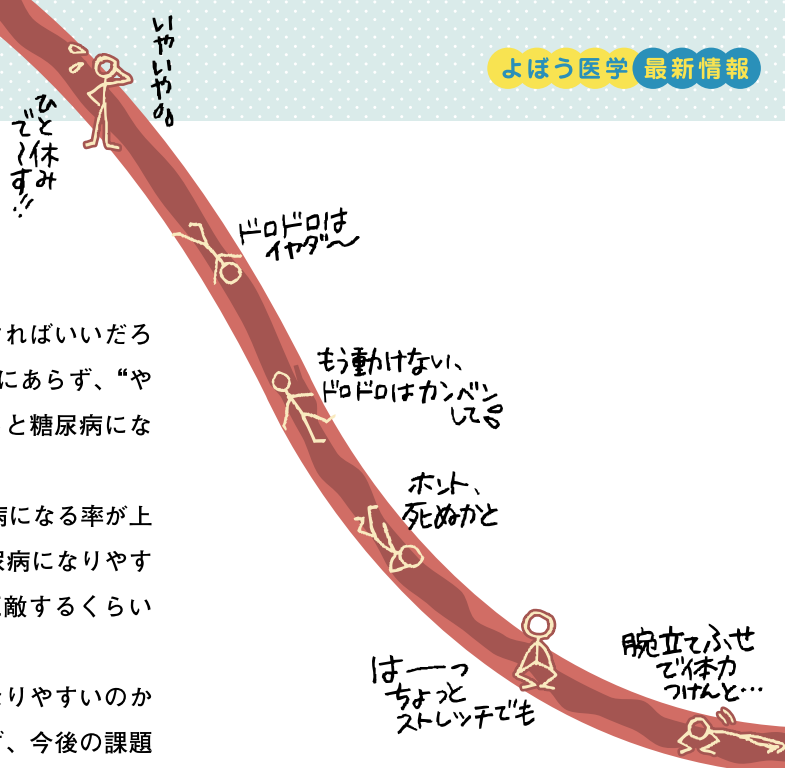 よぼう医学 最新情報
いやいや
ひと休み
で〜す!!
ドロドロは
イヤダ〜
もう動けない、
ドロドロはカンベン
して
ホント、
死ぬかと
は──っ
ちょっと
ストレッチでも
腕立てふせ
で体力
つけんと…
ければいいだろ
にあらず、“や
と糖尿病にな
病になる率が上
尿病になりやす
敵するくらい
なりやすいのか
、今後の課題